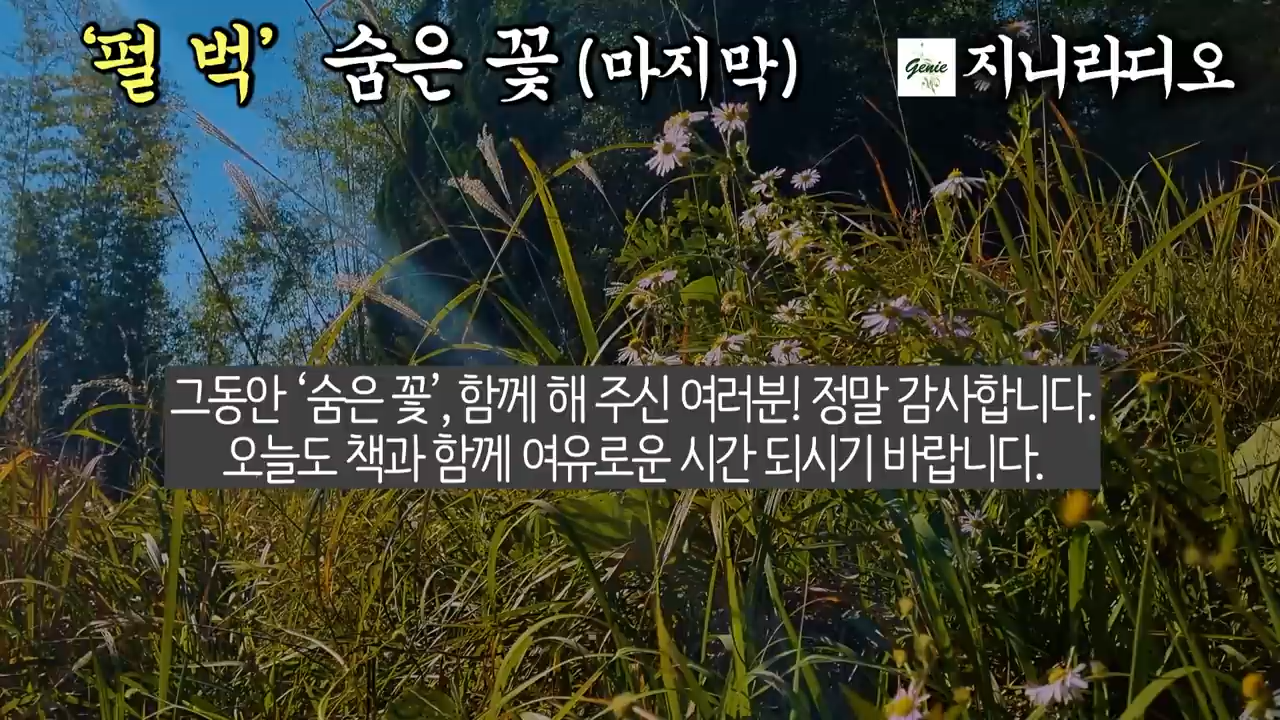 ‘펄 벅’ 숨은 꽃 (마지막) Genie 지니라디오
그동안 ‘숨은 꽃’, 함께 해 주신 여러분! 정말 감사합니다.
오늘도 책과 함께 여유로운 시간 되시기 바랍니다.